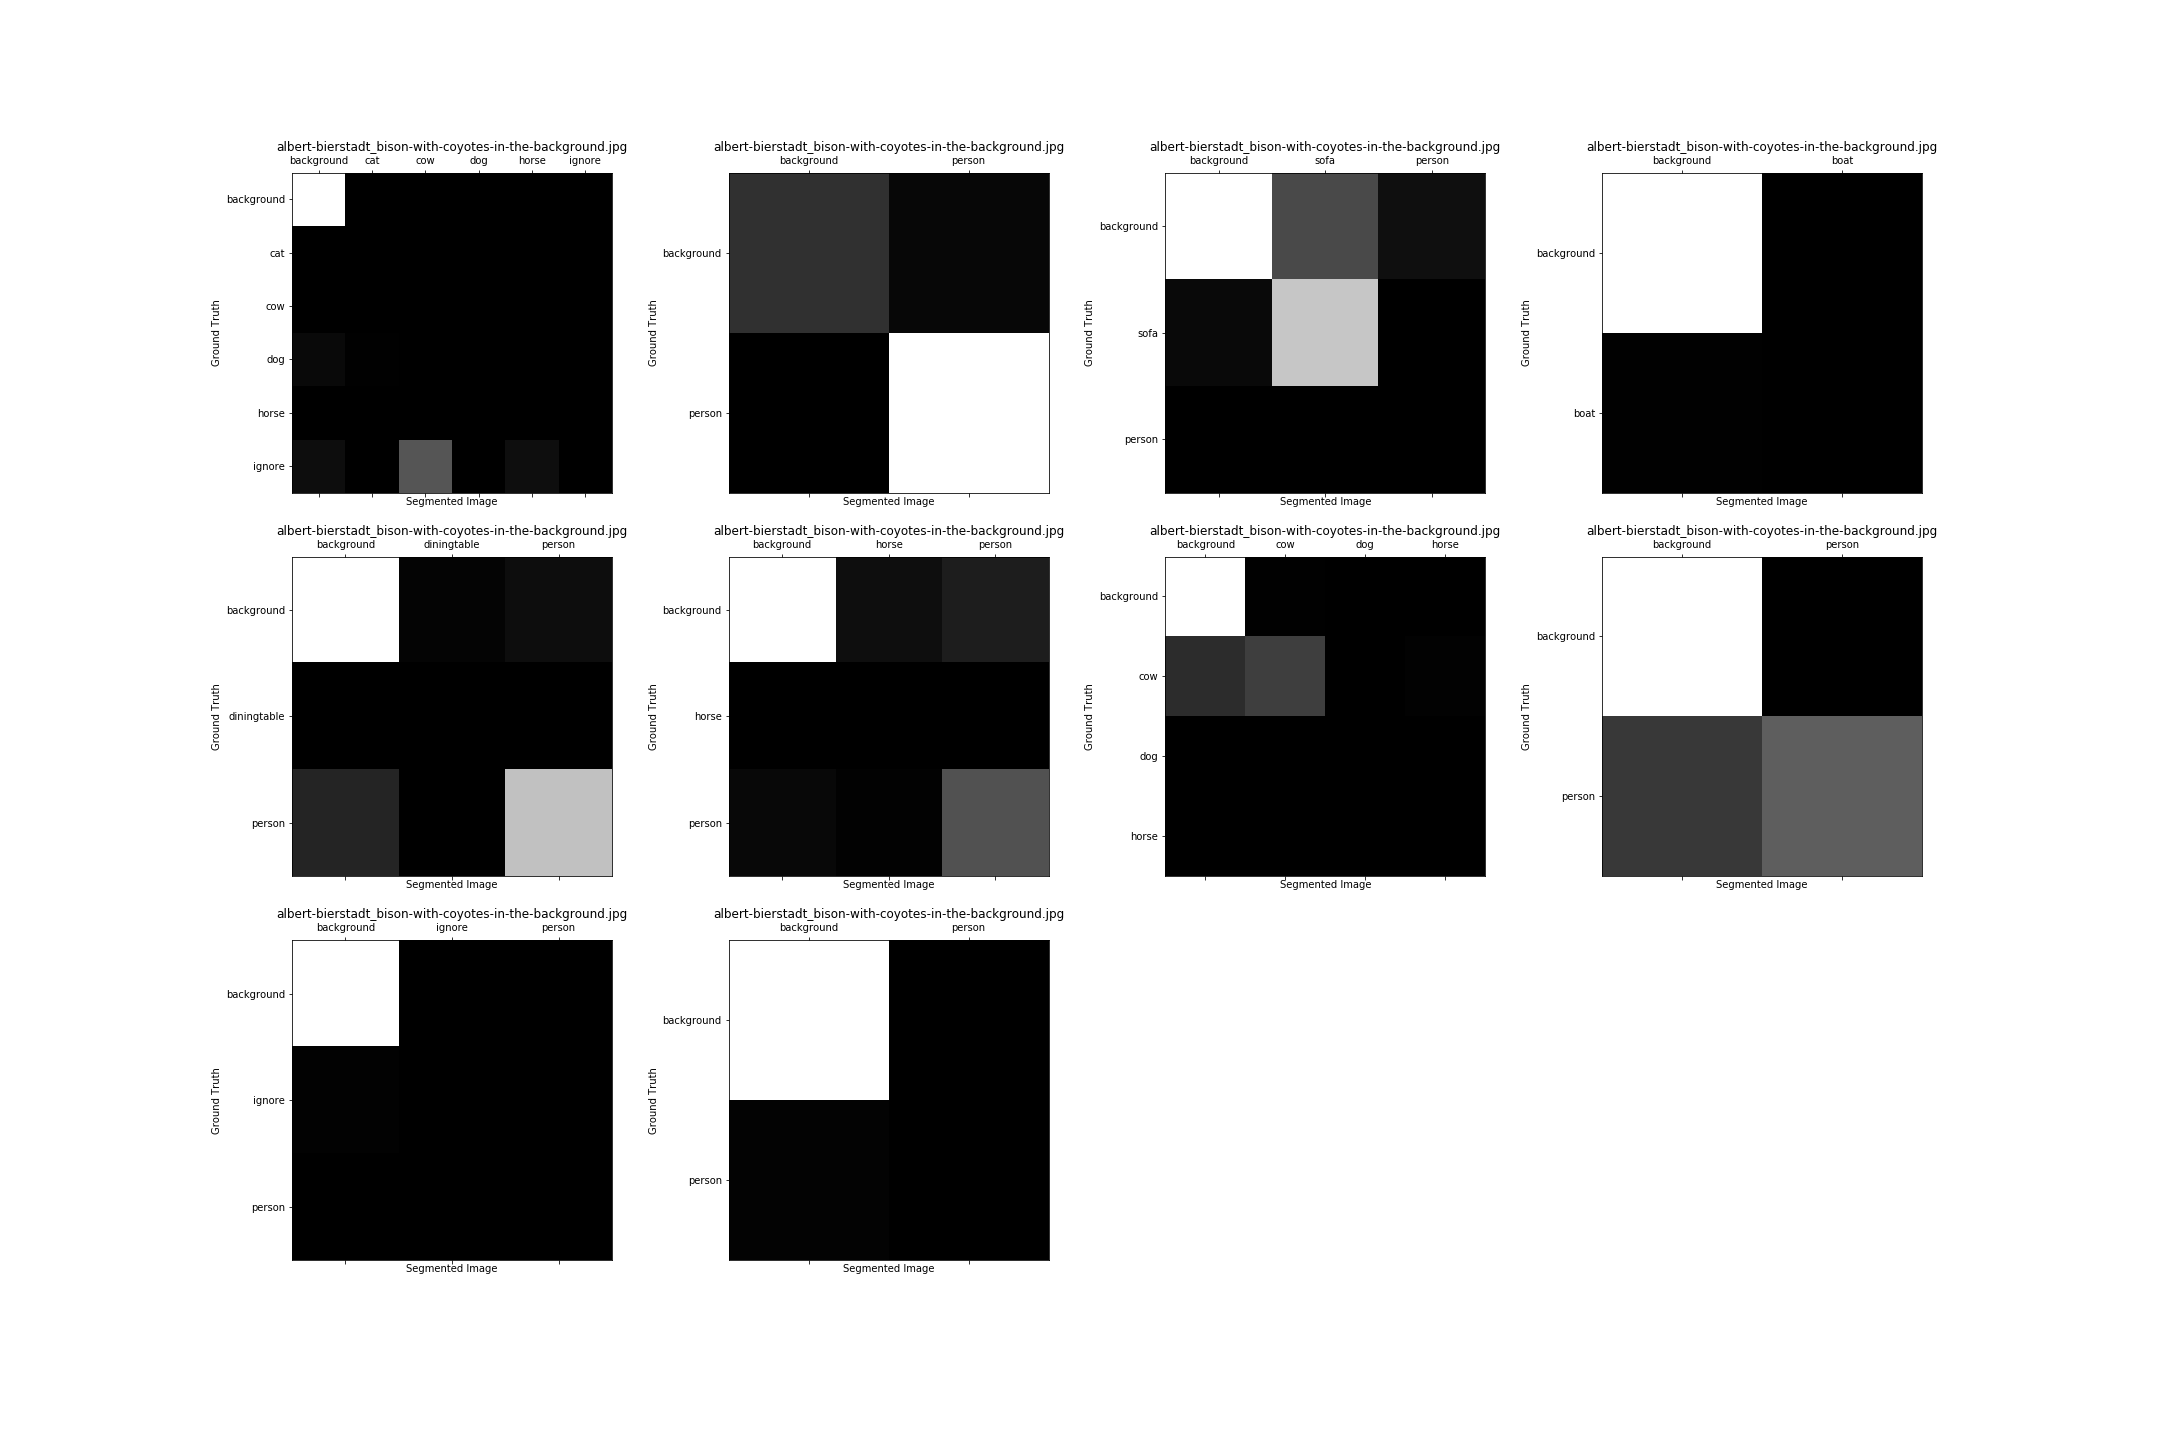 albert-bierstadt_bison-with-coyotes-in-the-background.jpg
background cat cow dog horse ignore
Ground Truth
background
cat
cow
dog
horse
ignore
Segmented Image
albert-bierstadt_bison-with-coyotes-in-the-background.jpg
background person
Ground Truth
background
person
Segmented Image
albert-bierstadt_bison-with-coyotes-in-the-background.jpg
background sofa person
Ground Truth
background
sofa
person
Segmented Image
albert-bierstadt_bison-with-coyotes-in-the-background.jpg
background boat
Ground Truth
background
boat
Segmented Image
albert-bierstadt_bison-with-coyotes-in-the-background.jpg
background diningtable person
Ground Truth
background
diningtable
person
Segmented Image
albert-bierstadt_bison-with-coyotes-in-the-background.jpg
background horse person
Ground Truth
background
horse
person
Segmented Image
albert-bierstadt_bison-with-coyotes-in-the-background.jpg
background cow dog horse
Ground Truth
background
cow
dog
horse
Segmented Image
albert-bierstadt_bison-with-coyotes-in-the-background.jpg
background person
Ground Truth
background
person
Segmented Image
albert-bierstadt_bison-with-coyotes-in-the-background.jpg
background ignore person
Ground Truth
background
ignore
person
Segmented Image
albert-bierstadt_bison-with-coyotes-in-the-background.jpg
background person
Ground Truth
background
person
Segmented Image